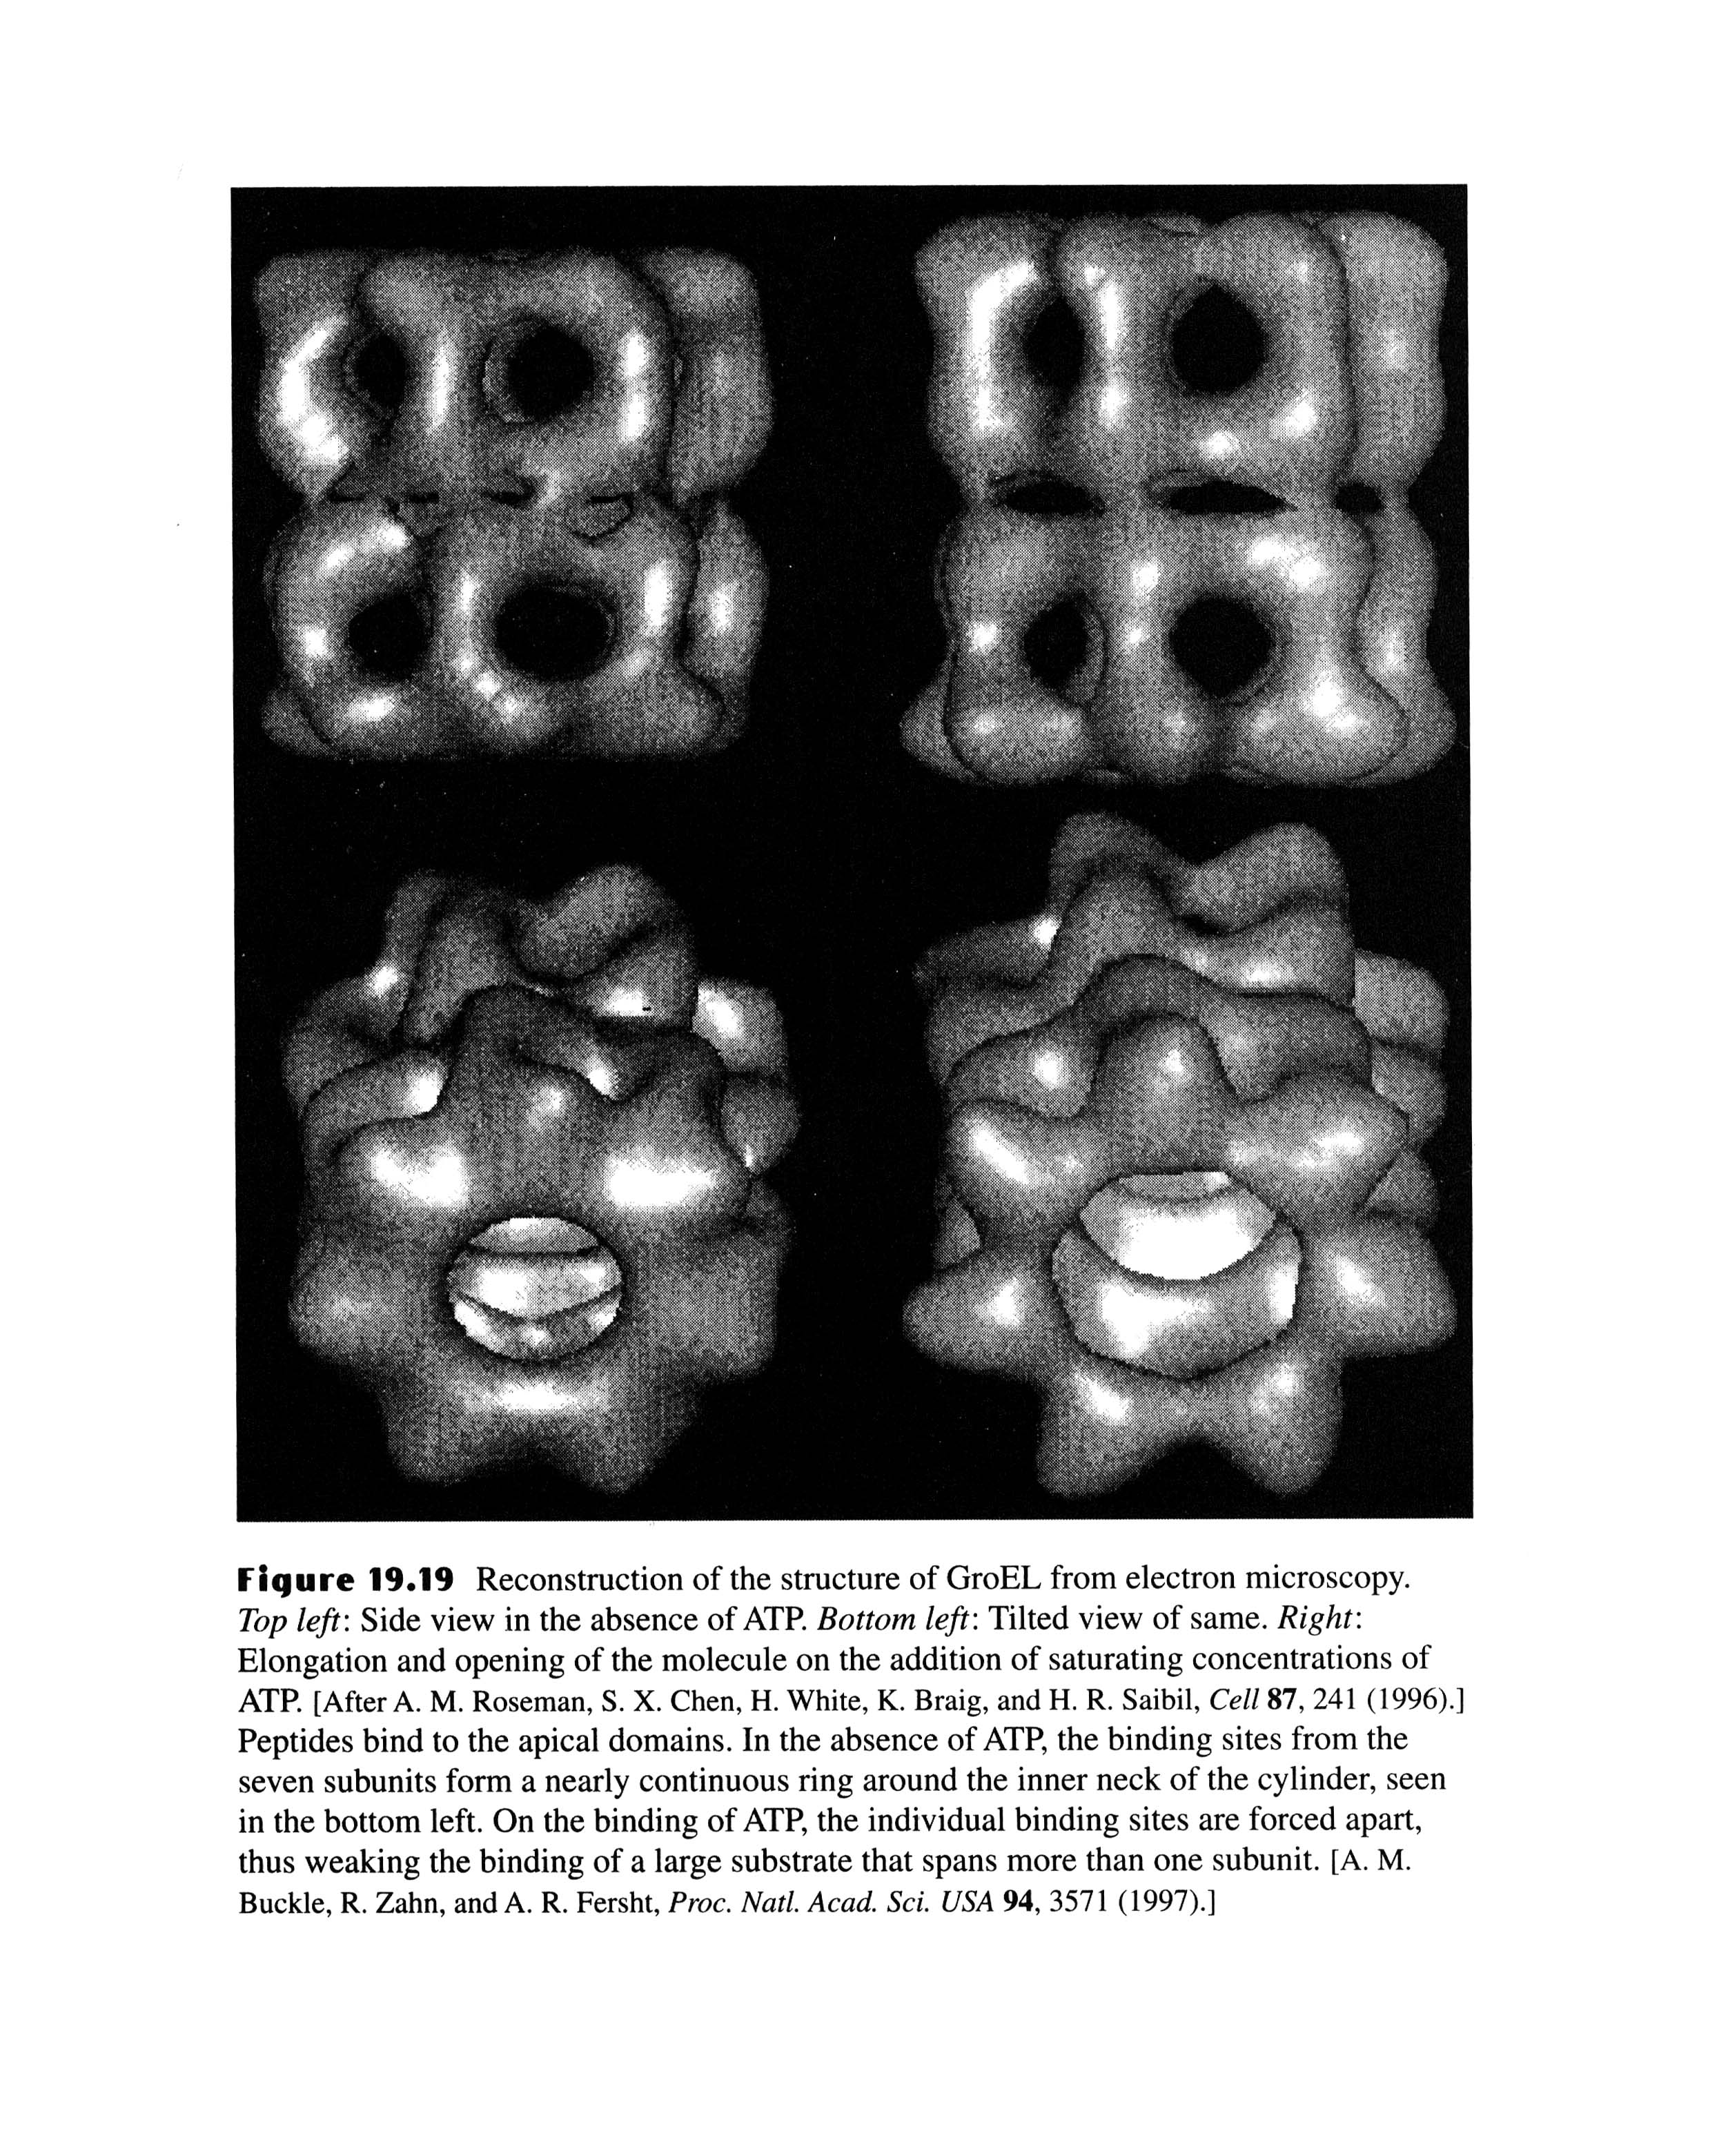 Figure 19.19 Reconstruction of the structure of GroEL from electron microscopy.
Top left: Side view in the absence of ATP. Bottom left: Tilted view of same. Right:
Elongation and opening of the molecule on the addition of saturating concentrations of
ATP. [After A. M. Roseman, S. X. Chen, H. White, K. Braig, and H. R. Saibil, Cell 87, 241 (1996).]
Peptides bind to the apical domains. In the absence of ATP, the binding sites from the
seven subunits form a nearly continuous ring around the inner neck of the cylinder, seen
in the bottom left. On the binding of ATP, the individual binding sites are forced apart,
thus weaking the binding of a large substrate that spans more than one subunit. [A. M.
Buckle, R. Zahn, and A. R. Fersht, Proc. Natl. Acad. Sci. USA 94, 3571 (1997).]